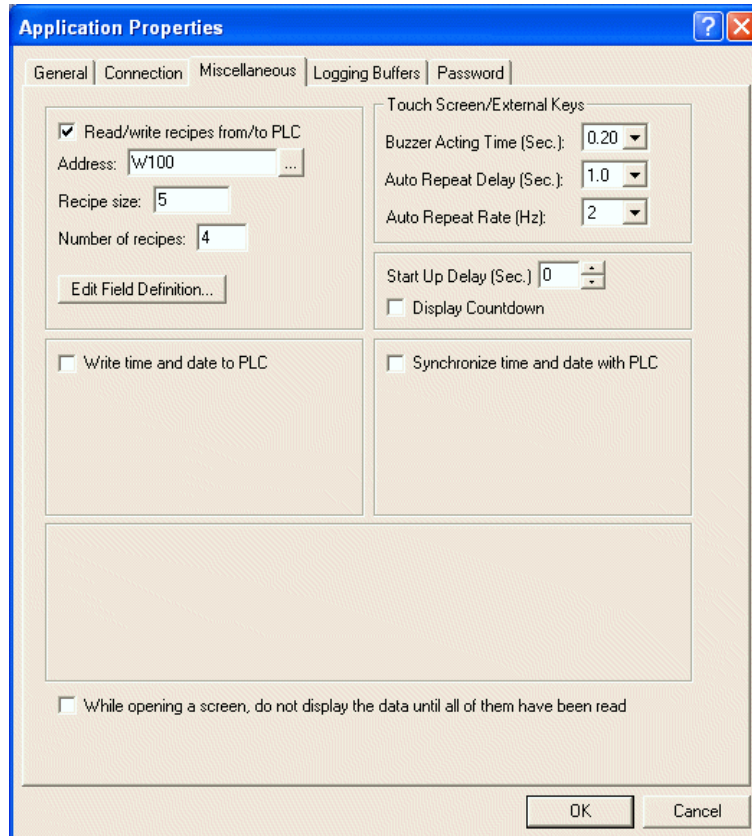 Application Properties
General Connection Miscellaneous Logging Buffers Password
Read/write recipes from/to PLC
Address: W100 ...
Recipe size: 5
Number of recipes: 4
Edit Field Definition...
Touch Screen/External Keys
Buzzer Acting Time (Sec.): 0.20
Auto Repeat Delay (Sec.): 1.0
Auto Repeat Rate (Hz): 2
Start Up Delay (Sec.) 0
Display Countdown
Write time and date to PLC
Synchronize time and date with PLC
While opening a screen, do not display the data until all of them have been read
OK Cancel